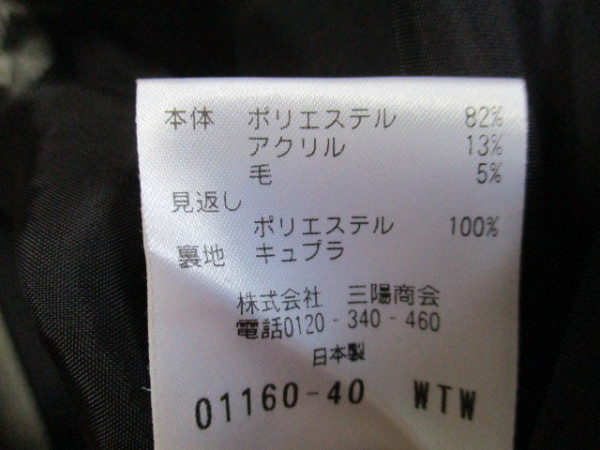 本体 ポリエステル 82%
アクリル 13%
毛 5%
見返し
ポリエステル 100%
裏地 キュプラ
株式会社 三陽商会
電話0120-340-460
日本製
01160-40 WTW